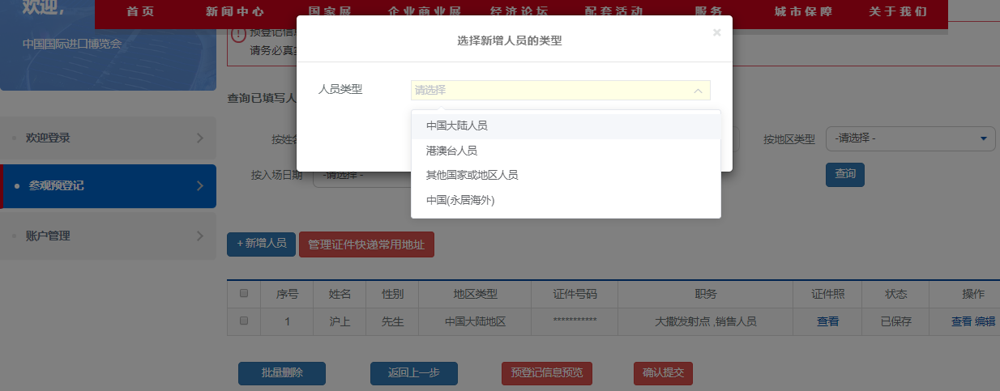 欢迎，
首页 新闻中心 国家展 企业商业展 经济论坛 配套活动 服务 城市保障 关于我们
中国国际进口博览会
预登记信息
请务必真
选择新增人员的类型
×
人员类型 请选择
中国大陆人员
港澳台人员
其他国家或地区人员
中国(永居海外)
查询已填写人
按姓名
按地区类型 -请选择 -
按入场日期 -请选择 -
查询
欢迎登录
参观预登记
账户管理
+ 新增人员 管理证件快递常用地址
序号 姓名 性别 地区类型 证件号码 职务 证件照 状态 操作
1 沪上 先生 中国大陆地区 *********** 大撒发射点 ,销售人员 查看 已保存 查看 编辑
批量删除 返回上一步 预登记信息预览 确认提交